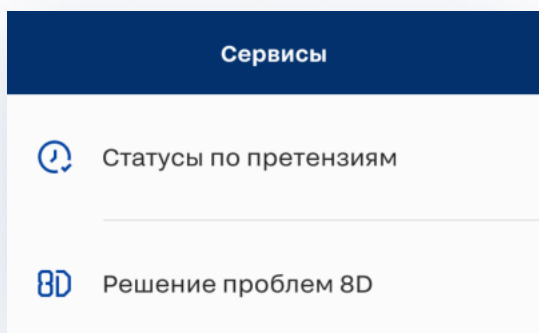 Сервисы
Статусы по претензиям
8D Решение проблем 8D